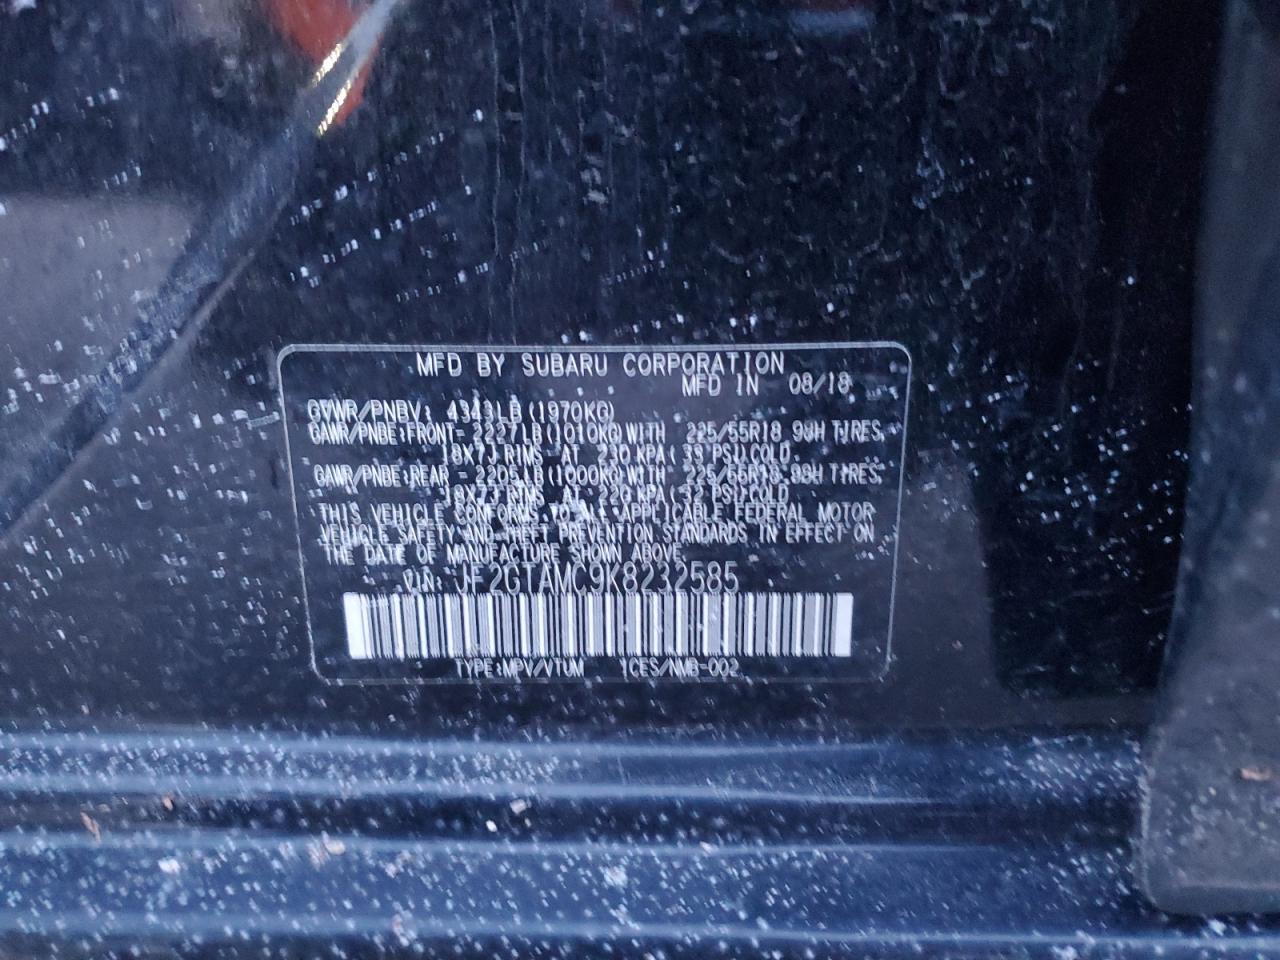 MFD BY SUBARU CORPORATION
MFD IN 08/18
GVWR/PNBV: 4343LB(1970KG)
GAWR/PNBE:FRONT- 2227LB(1010KG)WITH 225/55R18 98H TIRES,
18X7J RIMS AT 230 KPA( 33 PSI)COLD
GAWR/PNBE:REAR - 2205LB(1000KG)WITH 225/55R18 98H TIRES,
18X7J RIMS AT 220 KPA( 32 PSI)COLD
THIS VEHICLE CONFORMS TO ALL APPLICABLE FEDERAL MOTOR
VEHICLE SAFETY AND THEFT PREVENTION STANDARDS IN EFFECT ON
THE DATE OF MANUFACTURE SHOWN ABOVE.
VIN: JF2GTAMC9K8232585
TYPE:MPV/VTUM ICES/NMB-002